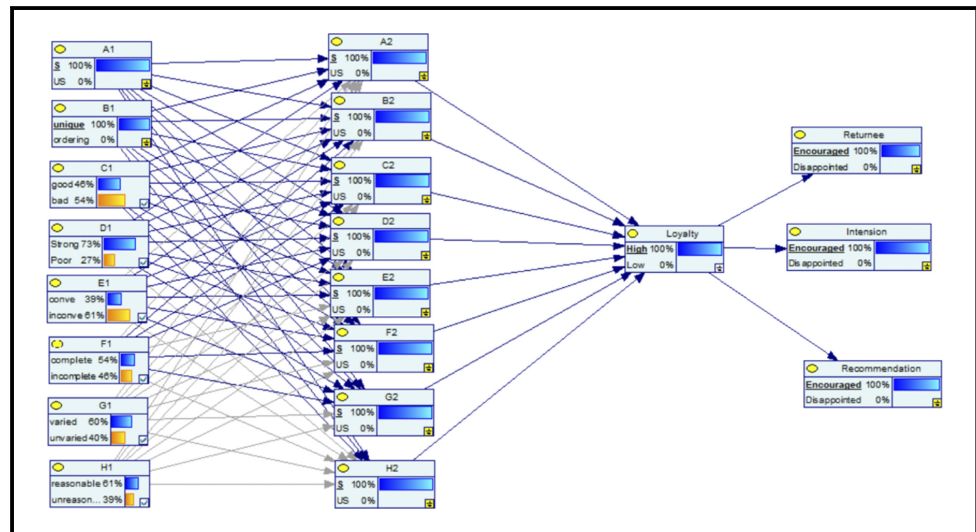 A1
S 100%
US 0%
B1
unique 100%
ordering 0%
C1
good 46%
bad 54%
D1
Strong 73%
Poor 27%
E1
conve 39%
inconve 61%
F1
complete 54%
incomplete 46%
G1
varied 60%
unvaried 40%
H1
reasonable 61%
unreason... 39%
A2
S 100%
US 0%
B2
S 100%
US 0%
C2
S 100%
US 0%
D2
S 100%
US 0%
E2
S 100%
US 0%
F2
S 100%
US 0%
G2
S 100%
US 0%
H2
S 100%
US 0%
Loyalty
High 100%
Low 0%
Returnee
Encouraged 100%
Disappointed 0%
Intension
Encouraged 100%
Disappointed 0%
Recommendation
Encouraged 100%
Disappointed 0%